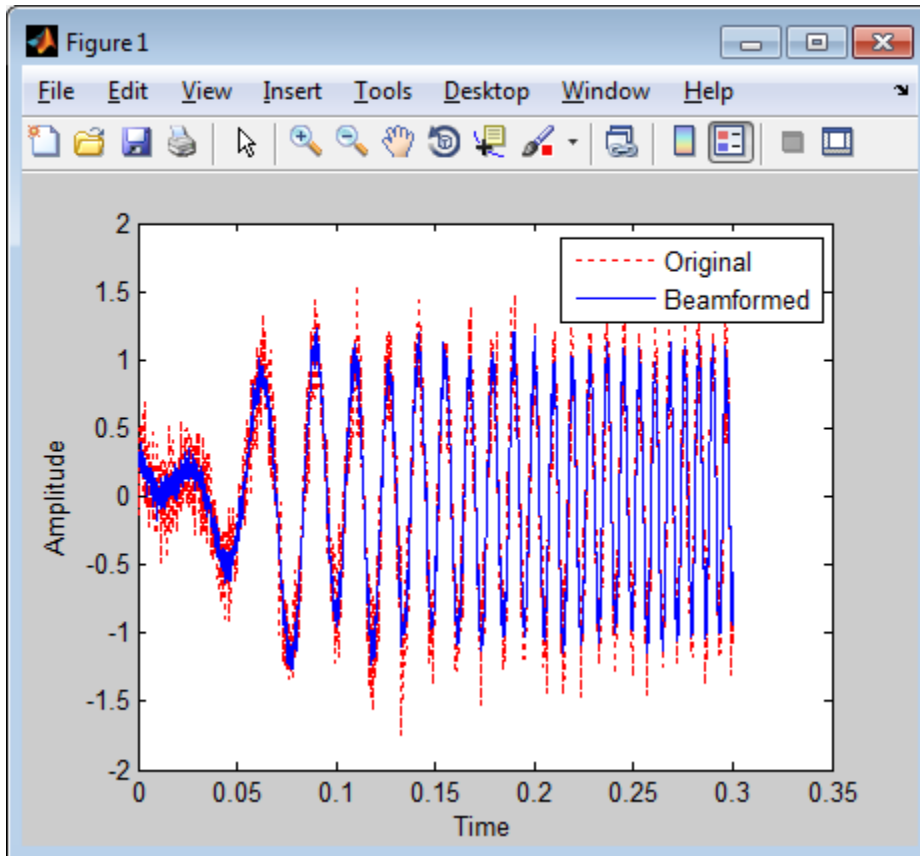 Figure 1
File Edit View Insert Tools Desktop Window Help
Original
Beamformed
2
1.5
1
0.5
0
-0.5
-1
-1.5
-2
Amplitude
0 0.05 0.1 0.15 0.2 0.25 0.3 0.35
Time